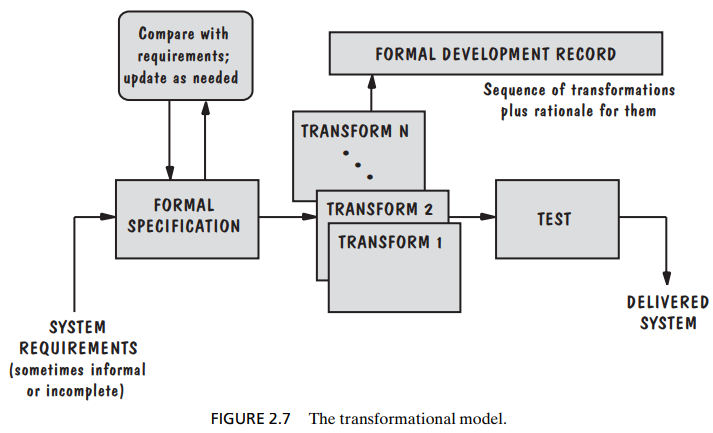 Compare with
requirements;
update as needed
FORMAL DEVELOPMENT RECORD
Sequence of transformations
plus rationale for them
TRANSFORM N
FORMAL
SPECIFICATION
TRANSFORM 2
TRANSFORM 1
TEST
SYSTEM
REQUIREMENTS
(sometimes informal
or incomplete)
DELIVERED
SYSTEM
FIGURE 2.7 The transformational model.